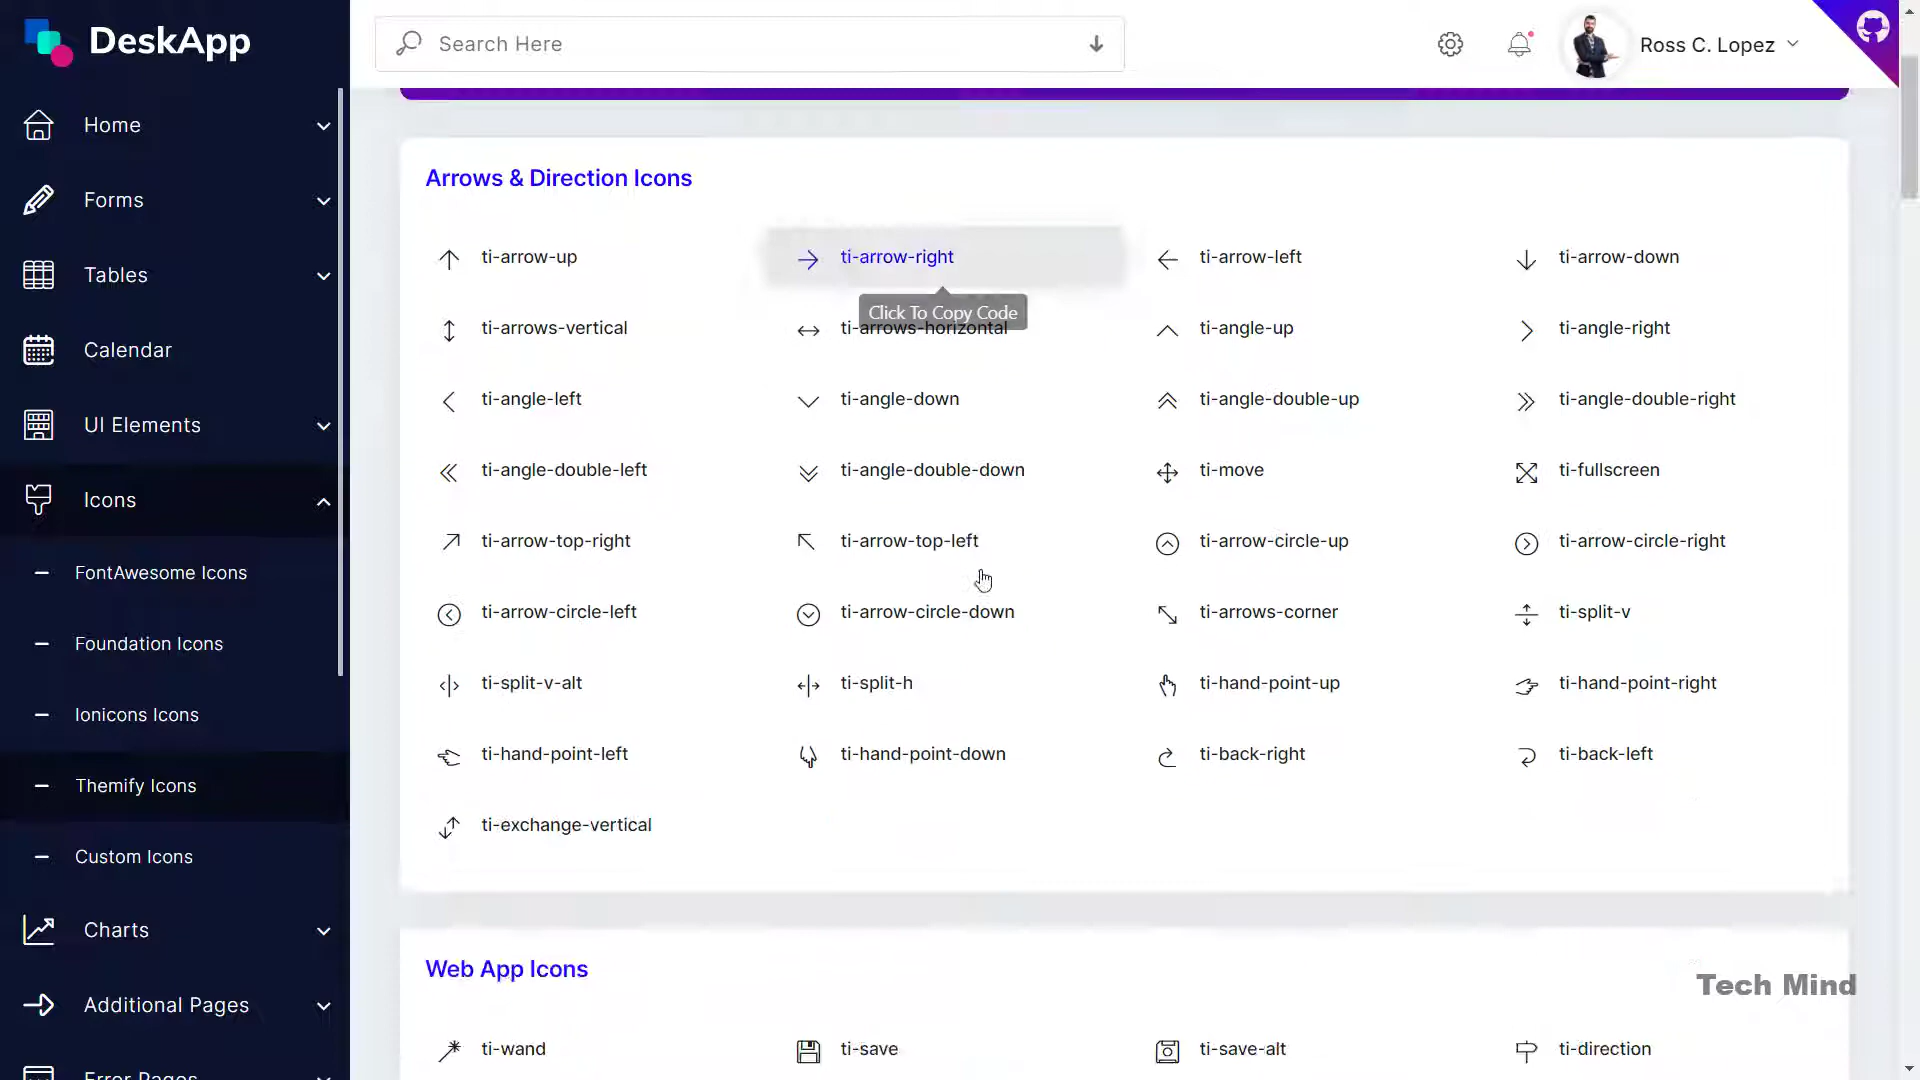 DeskApp
Search Here
Ross C. Lopez
Home
Forms
Tables
Calendar
UI Elements
Icons
FontAwesome Icons
Foundation Icons
Ionicons Icons
Themify Icons
Custom Icons
Charts
Additional Pages
Error Pages
Arrows & Direction Icons
ti-arrow-up
ti-arrow-right
ti-arrow-left
ti-arrow-down
Click To Copy Code
ti-arrows-vertical
ti-arrows-horizontal
ti-angle-up
ti-angle-right
ti-angle-left
ti-angle-down
ti-angle-double-up
ti-angle-double-right
ti-angle-double-left
ti-angle-double-down
ti-move
ti-fullscreen
ti-arrow-top-right
ti-arrow-top-left
ti-arrow-circle-up
ti-arrow-circle-right
ti-arrow-circle-left
ti-arrow-circle-down
ti-arrows-corner
ti-split-v
ti-split-v-alt
ti-split-h
ti-hand-point-up
ti-hand-point-right
ti-hand-point-left
ti-hand-point-down
ti-back-right
ti-back-left
ti-exchange-vertical
Web App Icons
Tech Mind
ti-wand
ti-save
ti-save-alt
ti-direction